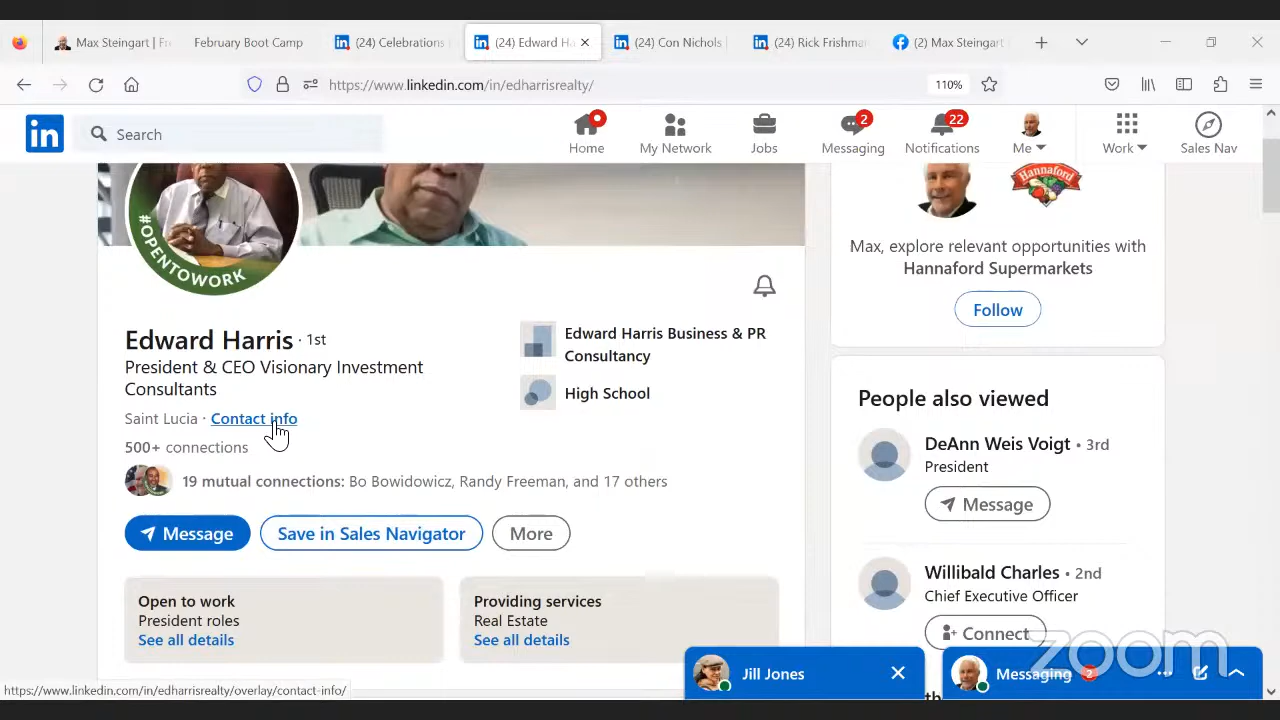 Max Steingart | Fr
February Boot Camp
(24) Celebrations
(24) Edward Ha
(24) Con Nichols |
(24) Rick Frishma
(2) Max Steingart
https://www.linkedin.com/in/edharrisrealty/
110%
in
Search
Home
My Network
Jobs
2
Messaging
22
Notifications
Me
Work
Sales Nav
#OPENTOWORK
Edward Harris · 1st
President & CEO Visionary Investment
Consultants
Saint Lucia · Contact info
500+ connections
19 mutual connections: Bo Bowidowicz, Randy Freeman, and 17 others
Message
Save in Sales Navigator
More
Edward Harris Business & PR
Consultancy
High School
Open to work
President roles
See all details
Providing services
Real Estate
See all details
Hannaford
Max, explore relevant opportunities with
Hannaford Supermarkets
Follow
People also viewed
DeAnn Weis Voigt • 3rd
President
Message
Willibald Charles • 2nd
Chief Executive Officer
Connect
zoom
Jill Jones
Messaging 2
https://www.linkedin.com/in/edharrisrealty/overlay/contact-info/